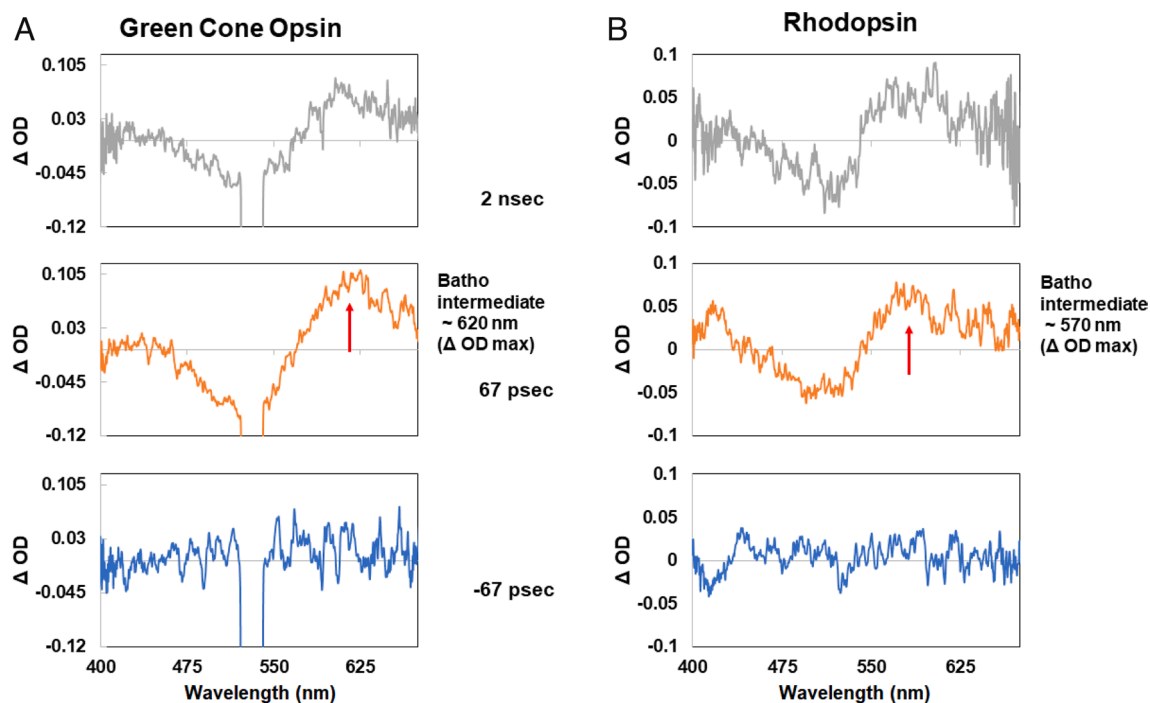 A
Green Cone Opsin
B
Rhodopsin
0.105
0.03
-0.045
-0.12
Δ OD
2 nsec
0.1
0.05
0
-0.05
-0.1
Δ OD
0.105
0.03
-0.045
-0.12
Δ OD
Batho
intermediate
~ 620 nm
(Δ OD max)
67 psec
0.1
0.05
0
-0.05
-0.1
Δ OD
Batho
intermediate
~ 570 nm
(Δ OD max)
0.105
0.03
-0.045
-0.12
Δ OD
-67 psec
400
475
550
625
Wavelength (nm)
0.1
0.05
0
-0.05
-0.1
Δ OD
400
475
550
625
Wavelength (nm)